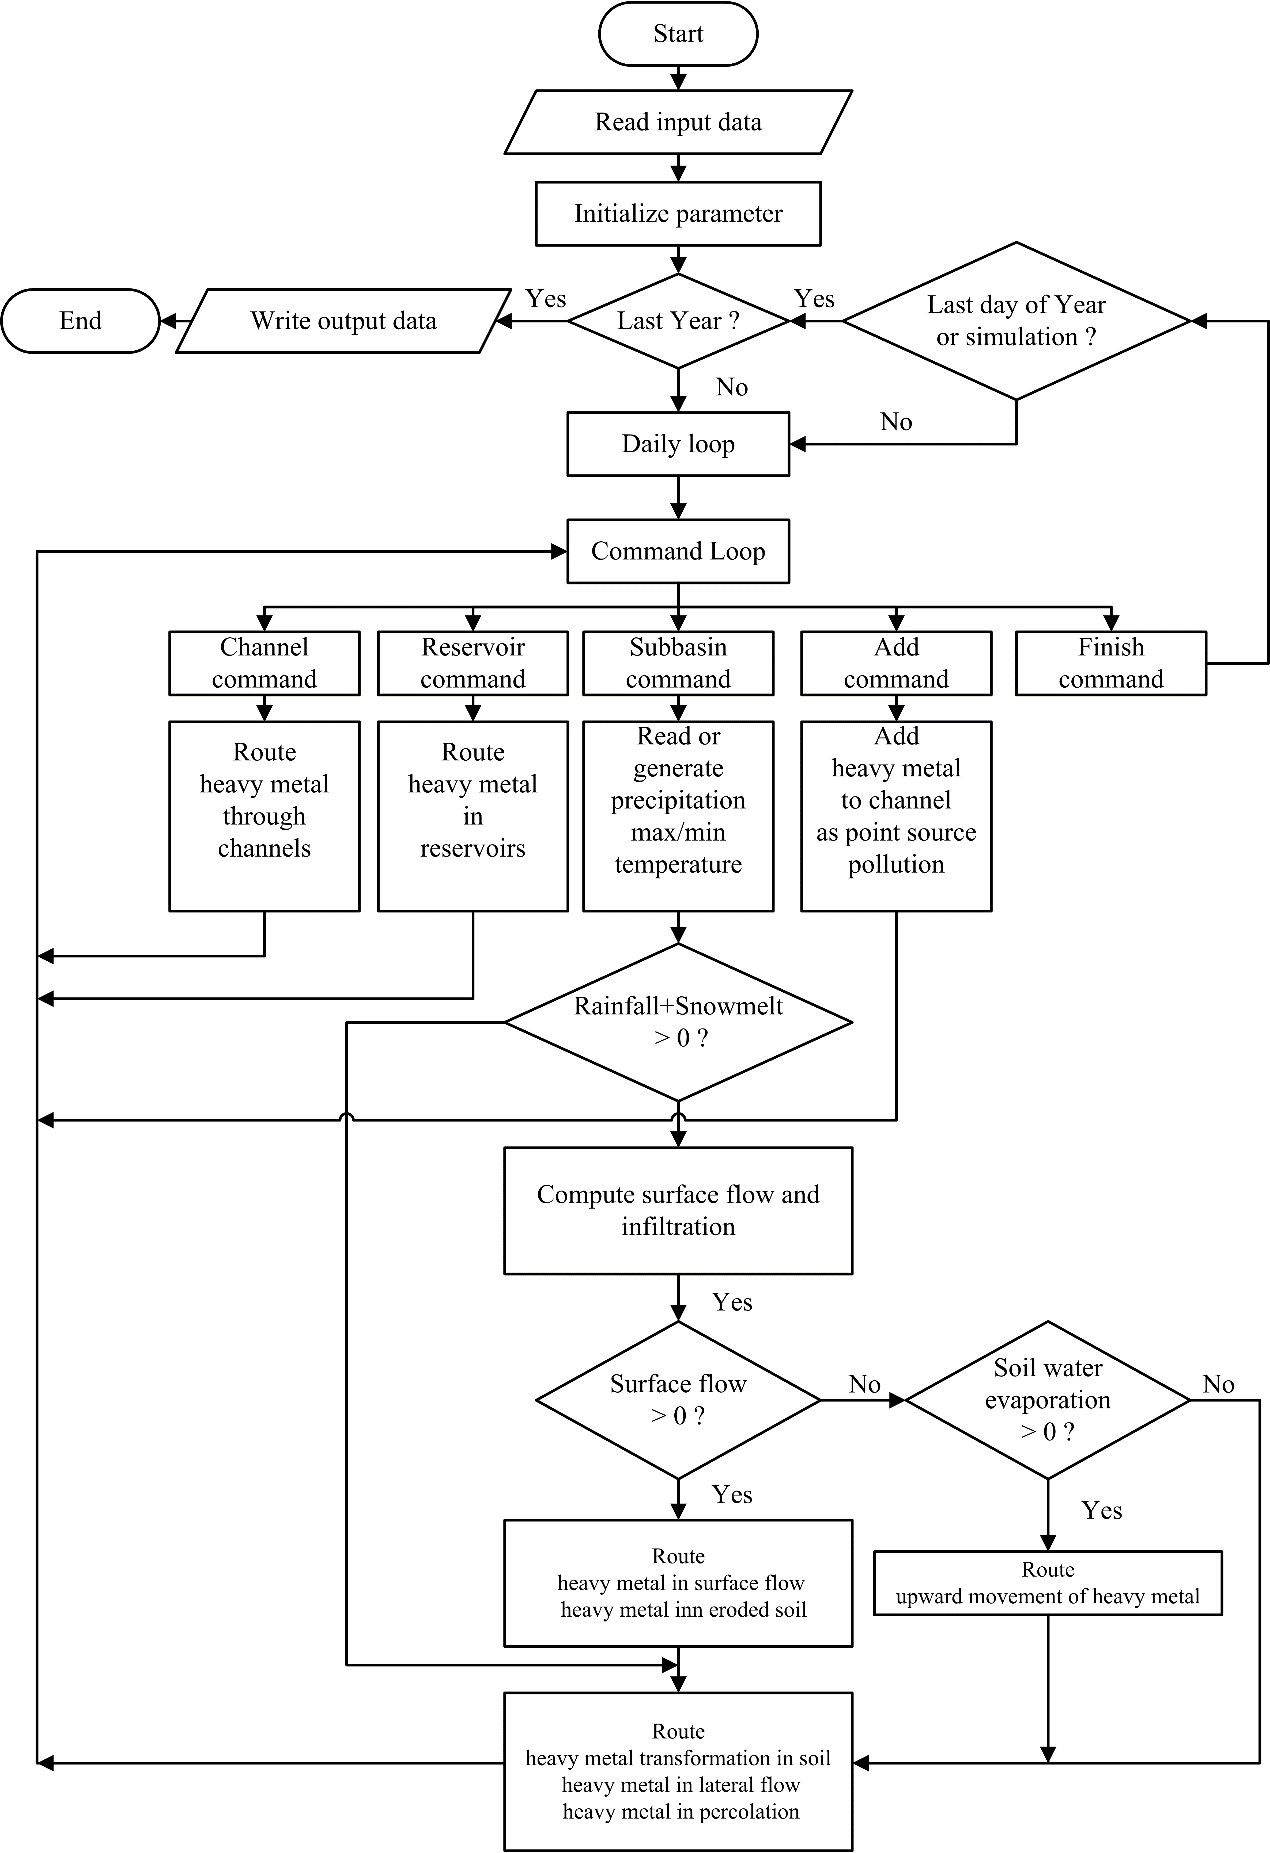 Start
Read input data
Initialize parameter
End
Write output data
Yes
Last Year ?
Yes
Last day of Year
or simulation ?
No
No
Daily loop
Command Loop
Channel
command
Reservoir
command
Subbasin
command
Add
command
Finish
command
Route
heavy metal
through
channels
Route
heavy metal
in
reservoirs
Read or
generate
precipitation
max/min
temperature
Add
heavy metal
to channel
as point source
pollution
Rainfall+Snowmelt
> 0 ?
Compute surface flow and
infiltration
Yes
Surface flow
> 0 ?
No
Soil water
evaporation
> 0 ?
No
Yes
Yes
Route
heavy metal in surface flow
heavy metal inn eroded soil
Route
upward movement of heavy metal
Route
heavy metal transformation in soil
heavy metal in lateral flow
heavy metal in percolation